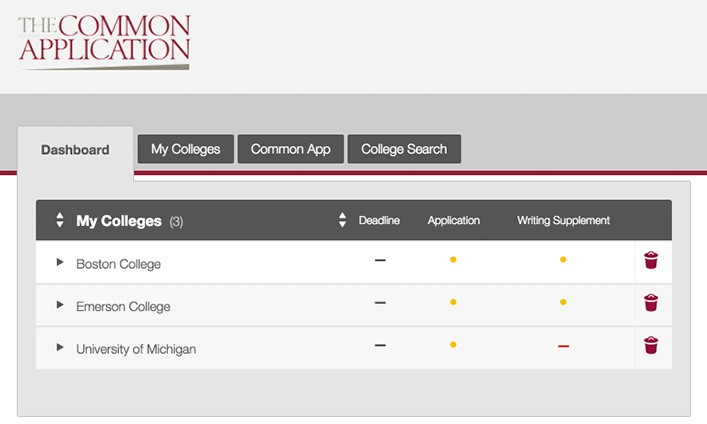 THE COMMON
APPLICATION
Dashboard My Colleges Common App College Search
My Colleges (3) Deadline Application Writing Supplement
Boston College
Emerson College
University of Michigan